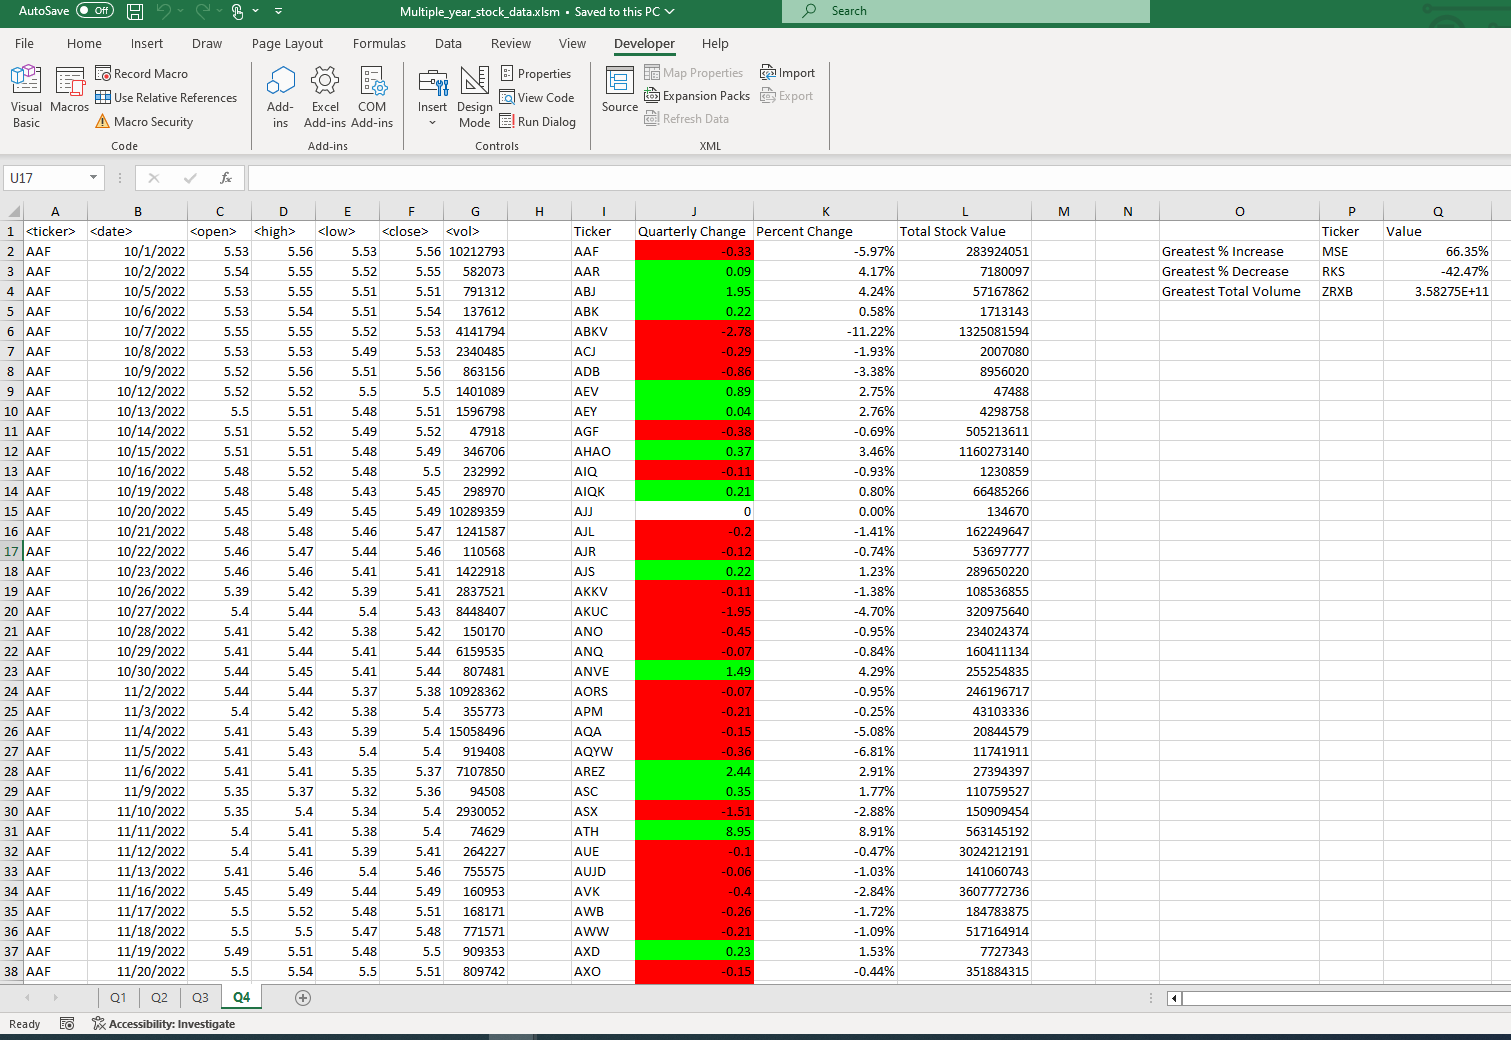 AutoSave Off Multiple_year_stock_data.xlsm • Saved to this PC Search
File Home Insert Draw Page Layout Formulas Data Review View Developer Help
Visual Basic Macros Record Macro Use Relative References Macro Security Code
Add-ins Excel Add-ins COM Add-ins Add-ins
Insert Design Mode Properties View Code Run Dialog Controls
Source Map Properties Expansion Packs Refresh Data Import Export XML
U17 fx
A B C D E F G H I J K L M N O P Q
1 <ticker> <date> <open> <high> <low> <close> <vol> Ticker Quarterly Change Percent Change Total Stock Value Ticker Value
2 AAF 10/1/2022 5.53 5.56 5.53 5.56 10212793 AAF -0.33 -5.97% 283924051 Greatest % Increase MSE 66.35%
3 AAF 10/2/2022 5.54 5.55 5.52 5.55 582073 AAR 0.09 4.17% 7180097 Greatest % Decrease RKS -42.47%
4 AAF 10/5/2022 5.53 5.55 5.51 5.51 791312 ABJ 1.95 4.24% 57167862 Greatest Total Volume ZRXB 3.58275E+11
5 AAF 10/6/2022 5.53 5.54 5.51 5.54 137612 ABK 0.22 0.58% 1713143
6 AAF 10/7/2022 5.55 5.55 5.52 5.53 4141794 ABKV -2.78 -11.22% 1325081594
7 AAF 10/8/2022 5.53 5.53 5.49 5.53 2340485 ACJ -0.29 -1.93% 2007080
8 AAF 10/9/2022 5.52 5.56 5.51 5.56 863156 ADB -0.86 -3.38% 8956020
9 AAF 10/12/2022 5.52 5.52 5.5 5.5 1401089 AEV 0.89 2.75% 47488
10 AAF 10/13/2022 5.5 5.51 5.48 5.51 1596798 AEY 0.04 2.76% 4298758
11 AAF 10/14/2022 5.51 5.52 5.49 5.52 47918 AGF -0.38 -0.69% 505213611
12 AAF 10/15/2022 5.51 5.51 5.48 5.49 346706 AHAO 0.37 3.46% 1160273140
13 AAF 10/16/2022 5.48 5.52 5.48 5.5 232992 AIQ -0.11 -0.93% 1230859
14 AAF 10/19/2022 5.48 5.48 5.43 5.45 298970 AIQK 0.21 0.80% 66485266
15 AAF 10/20/2022 5.45 5.49 5.45 5.49 10289359 AJJ 0 0.00% 134670
16 AAF 10/21/2022 5.48 5.48 5.46 5.47 1241587 AJL -0.2 -1.41% 162249647
17 AAF 10/22/2022 5.46 5.47 5.44 5.46 110568 AJR -0.12 -0.74% 53697777
18 AAF 10/23/2022 5.46 5.46 5.41 5.41 1422918 AJS 0.22 1.23% 289650220
19 AAF 10/26/2022 5.39 5.42 5.39 5.41 2837521 AKKV -0.11 -1.38% 108536855
20 AAF 10/27/2022 5.4 5.44 5.4 5.43 8448407 AKUC -1.95 -4.70% 320975640
21 AAF 10/28/2022 5.41 5.42 5.38 5.42 150170 ANO -0.45 -0.95% 234024374
22 AAF 10/29/2022 5.41 5.44 5.41 5.44 6159535 ANQ -0.07 -0.84% 160411134
23 AAF 10/30/2022 5.44 5.45 5.41 5.44 807481 ANVE 1.49 4.29% 255254835
24 AAF 11/2/2022 5.44 5.44 5.37 5.38 10928362 AORS -0.07 -0.95% 246196717
25 AAF 11/3/2022 5.4 5.42 5.38 5.4 355773 APM -0.21 -0.25% 43103336
26 AAF 11/4/2022 5.41 5.43 5.39 5.4 15058496 AQA -0.15 -5.08% 20844579
27 AAF 11/5/2022 5.41 5.43 5.4 5.4 919408 AQYW -0.36 -6.81% 11741911
28 AAF 11/6/2022 5.41 5.41 5.35 5.37 7107850 AREZ 2.44 2.91% 27394397
29 AAF 11/9/2022 5.35 5.37 5.32 5.36 94508 ASC 0.35 1.77% 110759527
30 AAF 11/10/2022 5.35 5.4 5.34 5.4 2930052 ASX -1.51 -2.88% 150909454
31 AAF 11/11/2022 5.4 5.41 5.38 5.4 74629 ATH 8.95 8.91% 563145192
32 AAF 11/12/2022 5.4 5.41 5.39 5.41 264227 AUE -0.1 -0.47% 3024212191
33 AAF 11/13/2022 5.41 5.46 5.4 5.46 755575 AUJD -0.06 -1.03% 141060743
34 AAF 11/16/2022 5.45 5.49 5.44 5.49 160953 AVK -0.4 -2.84% 3607772736
35 AAF 11/17/2022 5.5 5.52 5.48 5.51 168171 AWB -0.26 -1.72% 184783875
36 AAF 11/18/2022 5.5 5.5 5.47 5.48 771571 AWW -0.21 -1.09% 517164914
37 AAF 11/19/2022 5.49 5.51 5.48 5.5 909353 AXD 0.23 1.53% 7727343
38 AAF 11/20/2022 5.5 5.54 5.5 5.51 809742 AXO -0.15 -0.44% 351884315
Q1 Q2 Q3 Q4
Ready Accessibility: Investigate